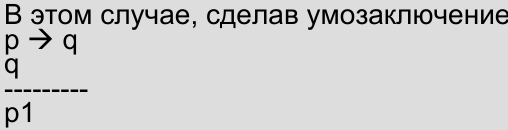 В этом случае, сделав умозаключение
p → q
q
---------
p1